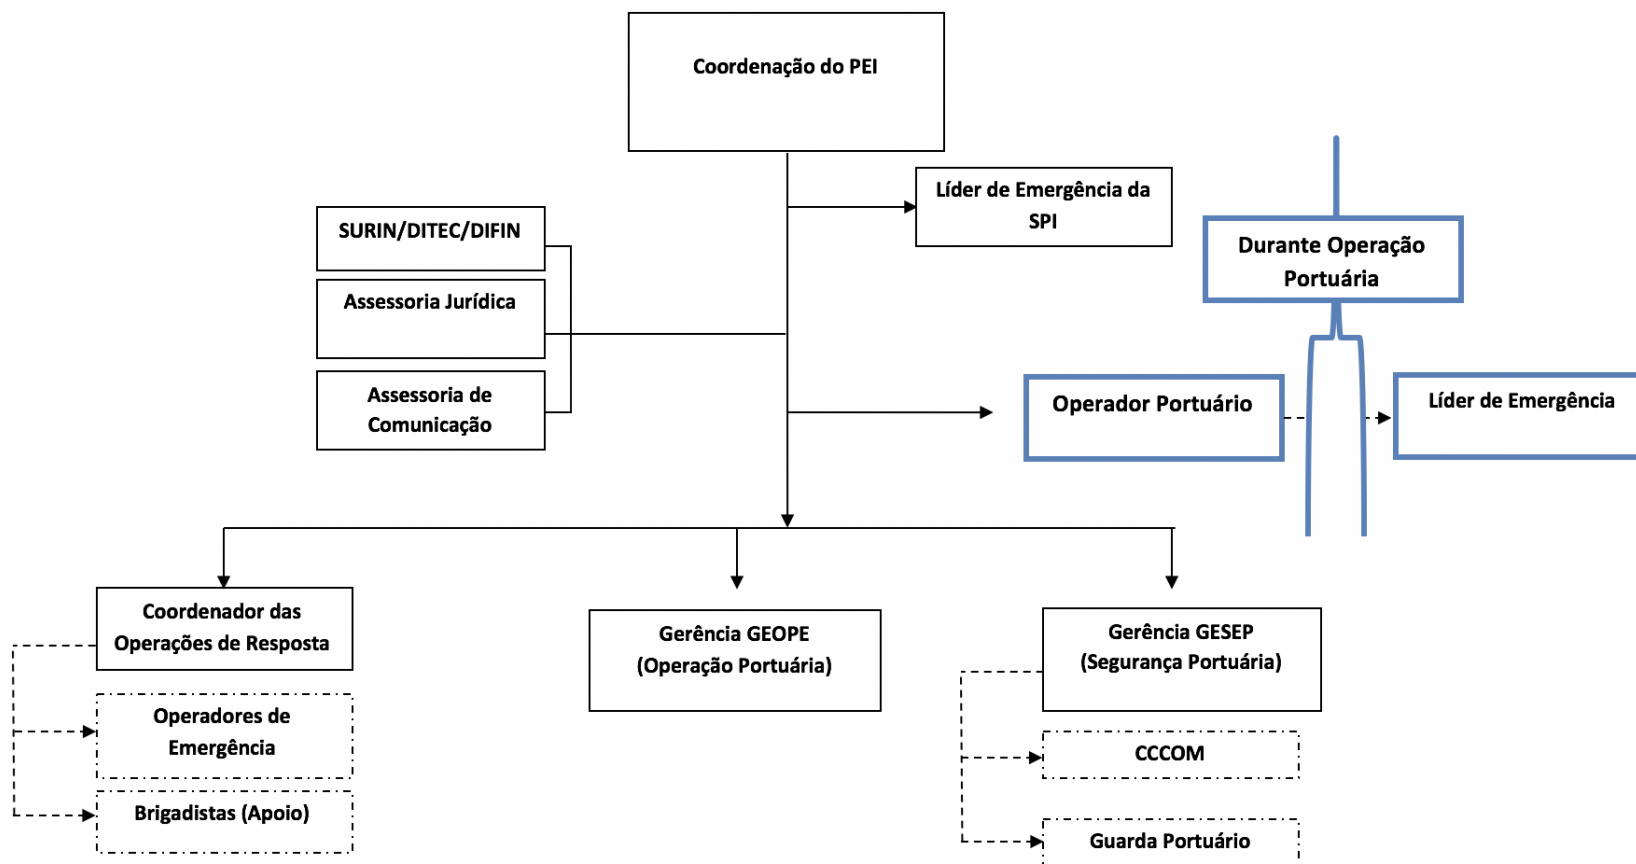 Coordenação do PEI
Líder de Emergência da
SPI
SURIN/DITEC/DIFIN
Assessoria Jurídica
Assessoria de
Comunicação
Durante Operação
Portuária
Operador Portuário
Líder de Emergência
Coordenador das
Operações de Resposta
Operadores de
Emergência
Brigadistas (Apoio)
Gerência GEOPE
(Operação Portuária)
Gerência GESEP
(Segurança Portuária)
CCCOM
Guarda Portuário